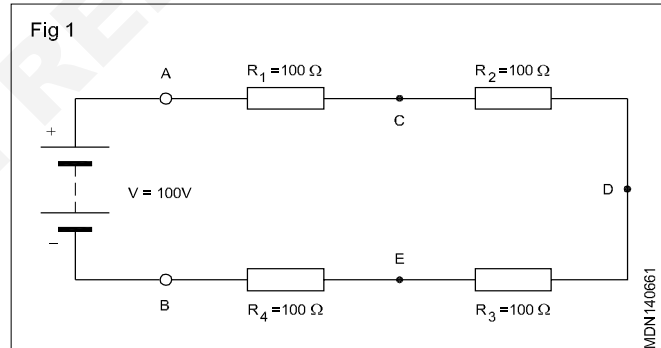 Fig 1
A
R1 =100 Ω
R2 =100 Ω
C
+
V = 100V
D
−
E
B
R4 =100 Ω
R3 =100 Ω
MDN140661